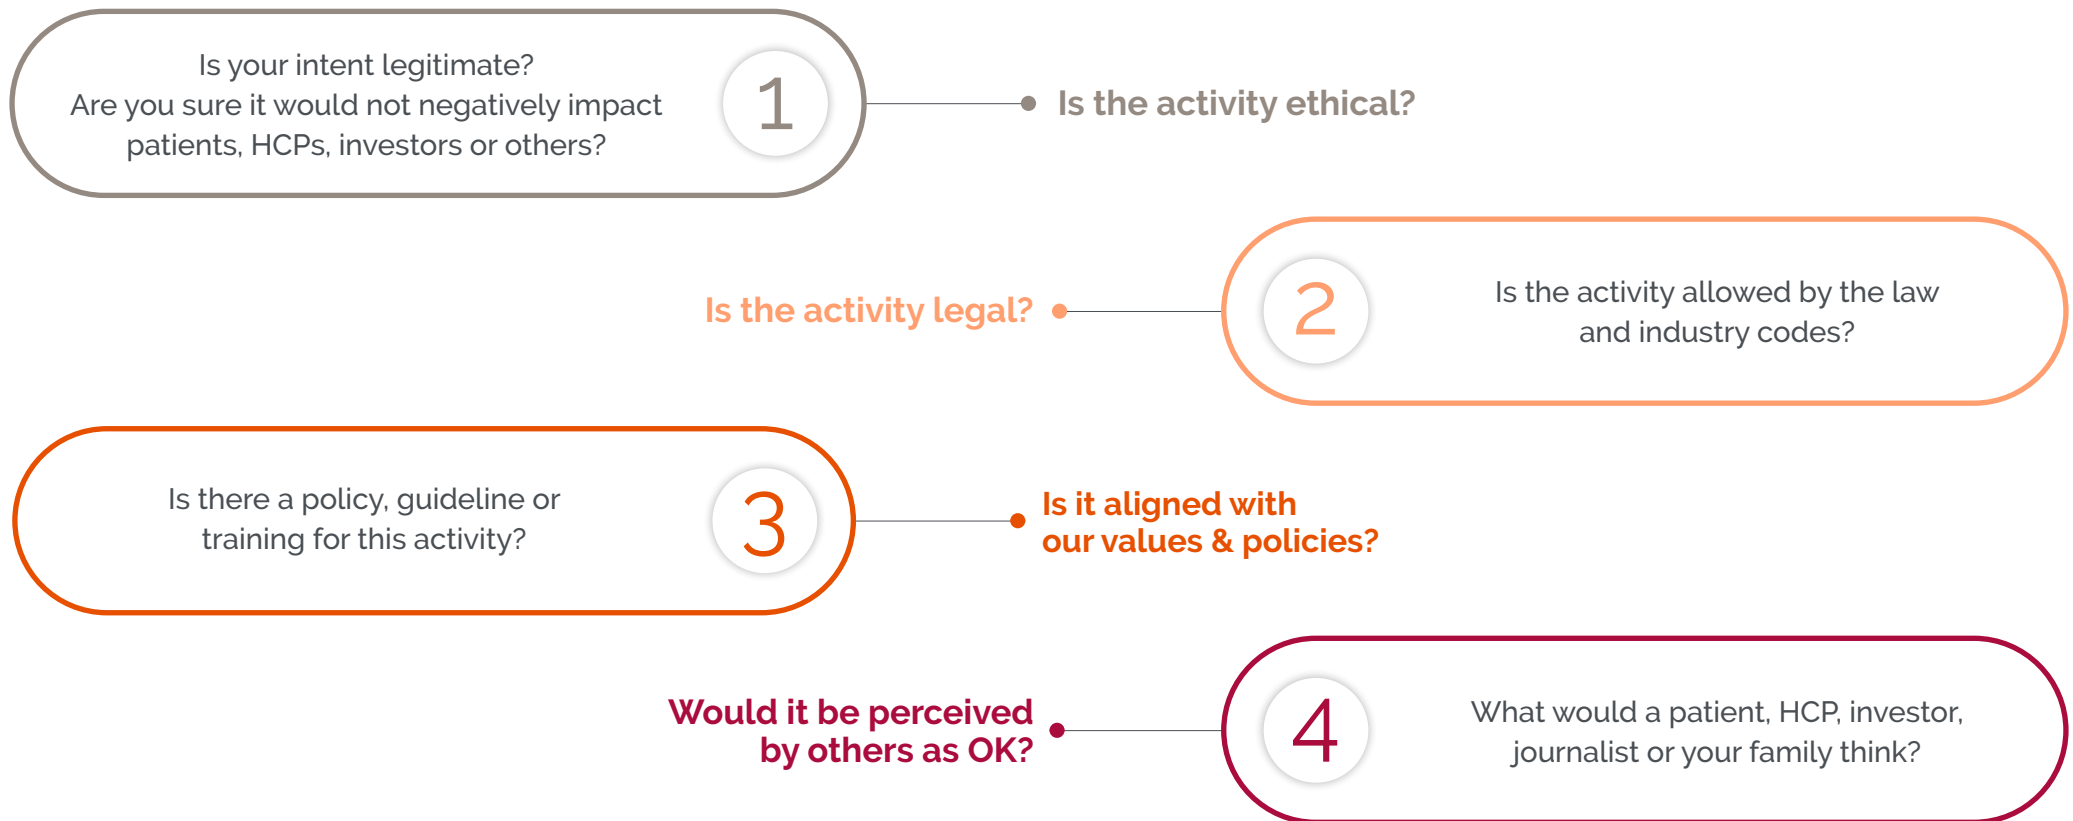 Is your intent legitimate?
Are you sure it would not negatively impact
patients, HCPs, investors or others?
1
Is the activity ethical?
Is the activity legal?
2
Is the activity allowed by the law
and industry codes?
Is there a policy, guideline or
training for this activity?
3
Is it aligned with
our values & policies?
Would it be perceived
by others as OK?
4
What would a patient, HCP, investor,
journalist or your family think?